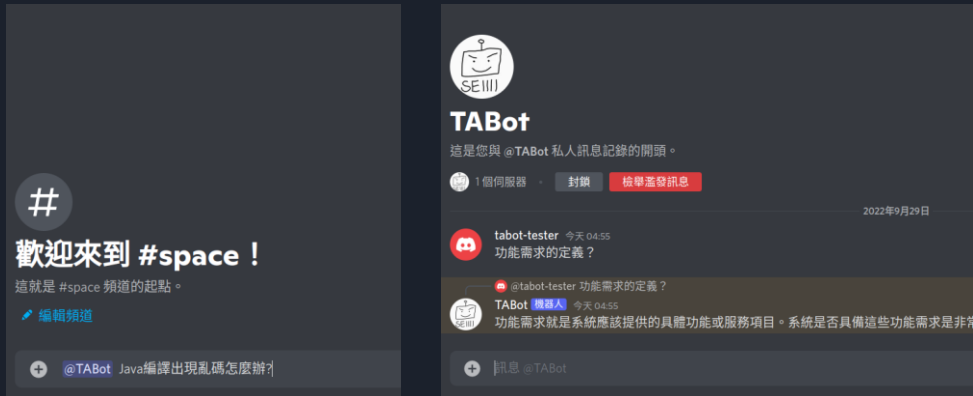 #
歡迎來到 #space！
這就是 #space 頻道的起點。
編輯頻道
@TABot Java編譯出現亂碼怎麼辦?
SEIIII
TABot
這是您與 @TABot 私人訊息記錄的開頭。
1 個伺服器 封鎖 檢舉濫發訊息
2022年9月29日
tabot-tester 今天 04:55
功能需求的定義？
@tabot-tester 功能需求的定義？
TABot 機器人 今天 04:55
功能需求就是系統應該提供的具體功能或服務項目。系統是否具備這些功能需求是非常
訊息 @TABot